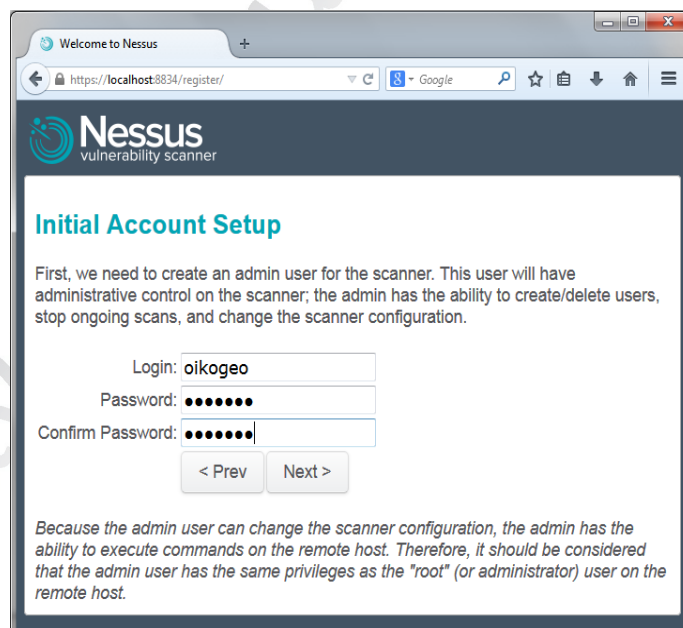 Welcome to Nessus
https://localhost:8834/register/
Google
Nessus
vulnerability scanner
Initial Account Setup
First, we need to create an admin user for the scanner. This user will have
administrative control on the scanner; the admin has the ability to create/delete users,
stop ongoing scans, and change the scanner configuration.
Login: oikogeo
Password: •••••••
Confirm Password: •••••••
< Prev Next >
Because the admin user can change the scanner configuration, the admin has the
ability to execute commands on the remote host. Therefore, it should be considered
that the admin user has the same privileges as the "root" (or administrator) user on the
remote host.